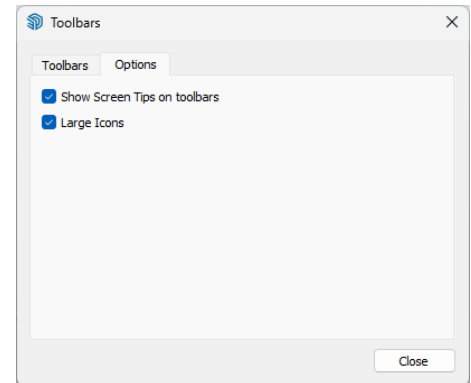 Toolbars
Toolbars Options
Show Screen Tips on toolbars
Large Icons
Close